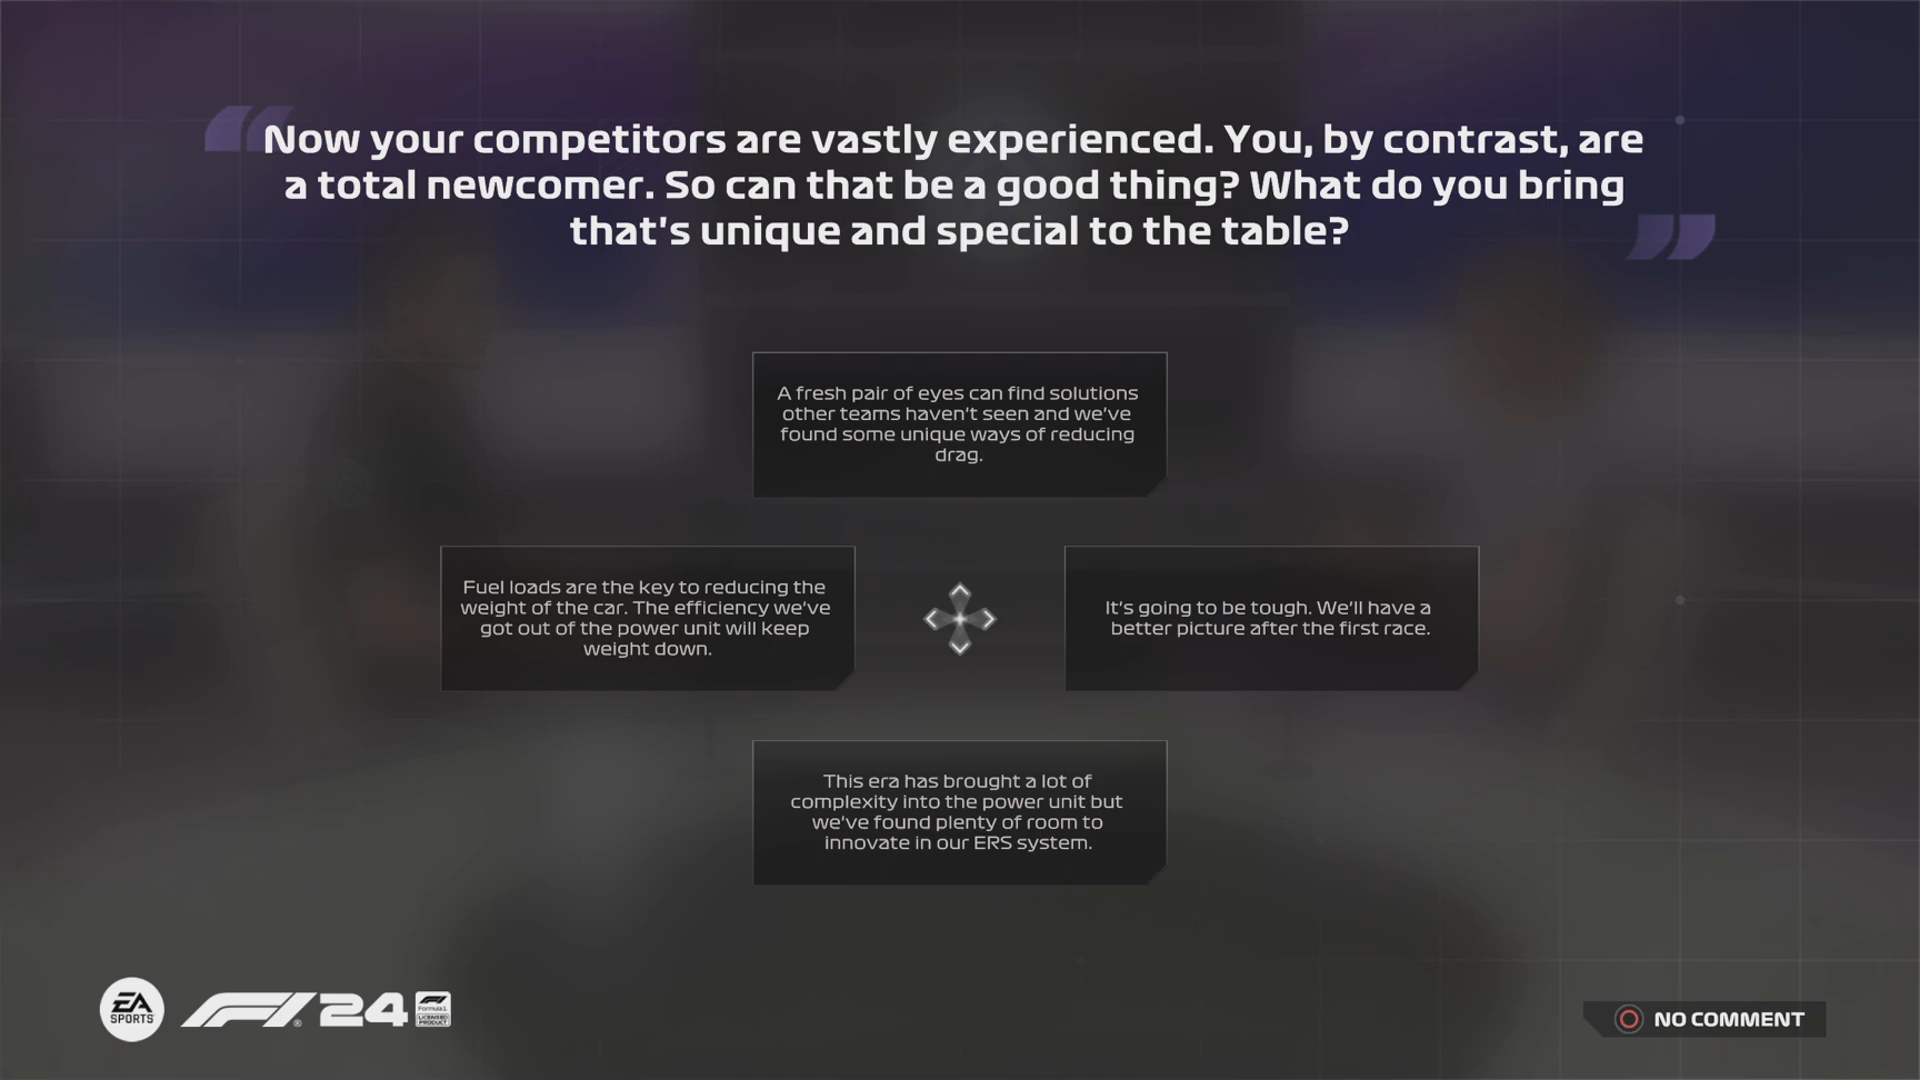 Now your competitors are vastly experienced. You, by contrast, are
a total newcomer. So can that be a good thing? What do you bring
that's unique and special to the table?
A fresh pair of eyes can find solutions
other teams haven't seen and we've
found some unique ways of reducing
drag.
Fuel loads are the key to reducing the
weight of the car. The efficiency we've
got out of the power unit will keep
weight down.
It's going to be tough. We'll have a
better picture after the first race.
This era has brought a lot of
complexity into the power unit but
we've found plenty of room to
innovate in our ERS system.
EA
SPORTS
F1® 24
F1
Formula 1
LICENSED
PRODUCT
NO COMMENT